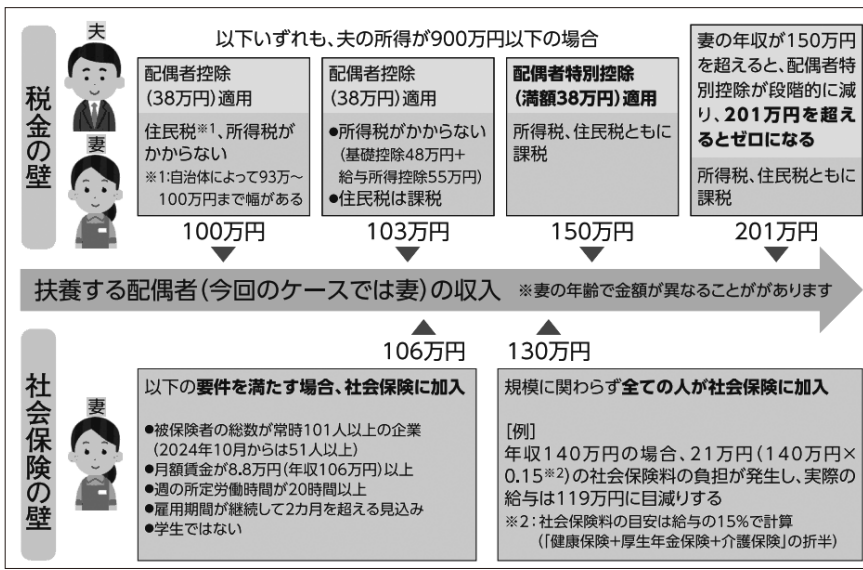 税金の壁
夫
妻
以下いずれも、夫の所得が900万円以下の場合
配偶者控除
(38万円)適用
住民税※1、所得税が
かからない
※1:自治体によって93万〜
100万円まで幅がある
100万円
配偶者控除
(38万円)適用
●所得税がかからない
(基礎控除48万円+
給与所得控除55万円)
●住民税は課税
103万円
配偶者特別控除
(満額38万円)適用
所得税、住民税ともに
課税
150万円
妻の年収が150万円
を超えると、配偶者特
別控除が段階的に減
り、201万円を超え
るとゼロになる
所得税、住民税ともに
課税
201万円
扶養する配偶者(今回のケースでは妻)の収入 ※妻の年齢で金額が異なることががあります
社会保険の壁
妻
106万円
以下の要件を満たす場合、社会保険に加入
●被保険者の総数が常時101人以上の企業
(2024年10月からは51人以上)
●月額賃金が8.8万円(年収106万円)以上
●週の所定労働時間が20時間以上
●雇用期間が継続して2カ月を超える見込み
●学生ではない
130万円
規模に関わらず全ての人が社会保険に加入
[例]
年収140万円の場合、21万円(140万円×
0.15※2)の社会保険料の負担が発生し、実際の
給与は119万円に目減りする
※2:社会保険料の目安は給与の15%で計算
(「健康保険+厚生年金保険+介護保険」の折半)